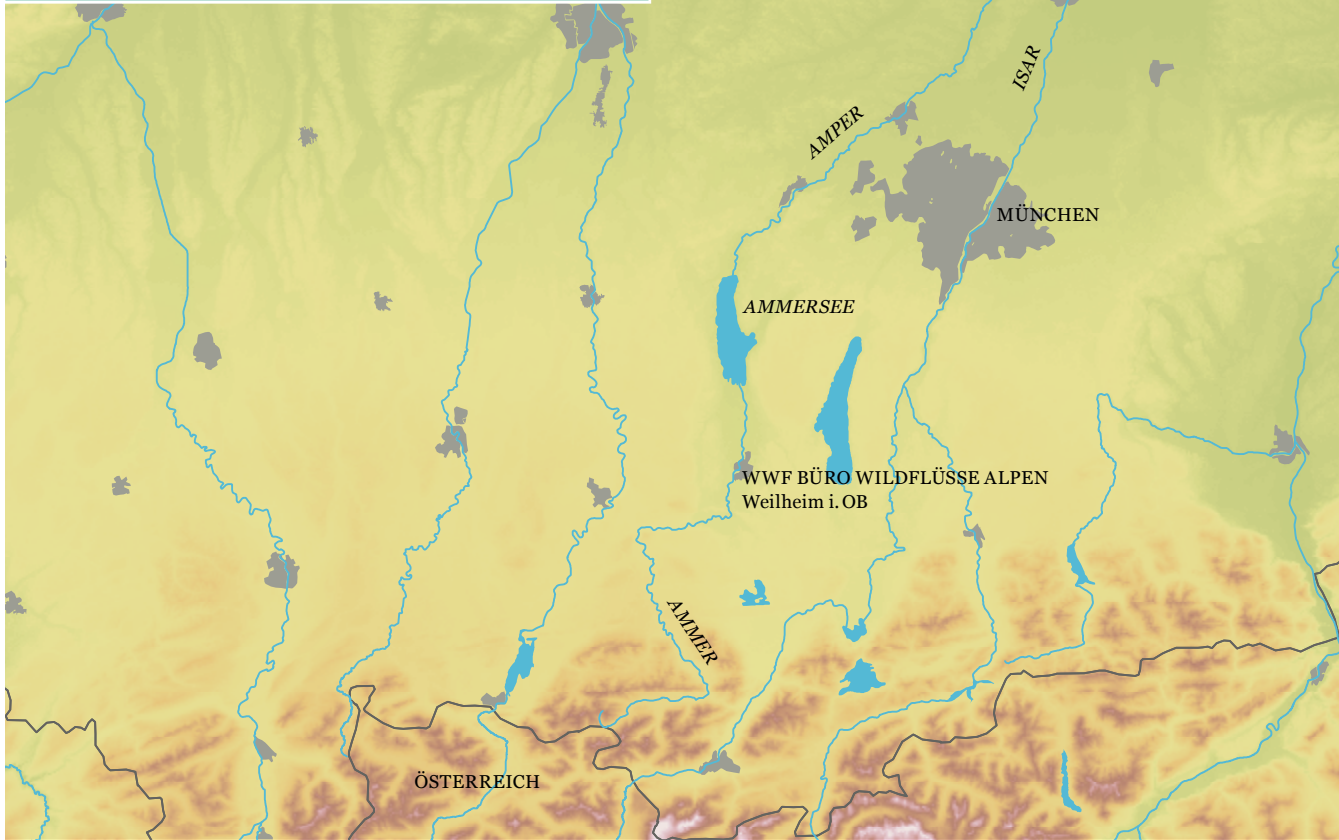 ISAR
AMPER
MÜNCHEN
AMMERSEE
WWF BÜRO WILDFLÜSSE ALPEN
Weilheim i. OB
AMMER
ÖSTERREICH